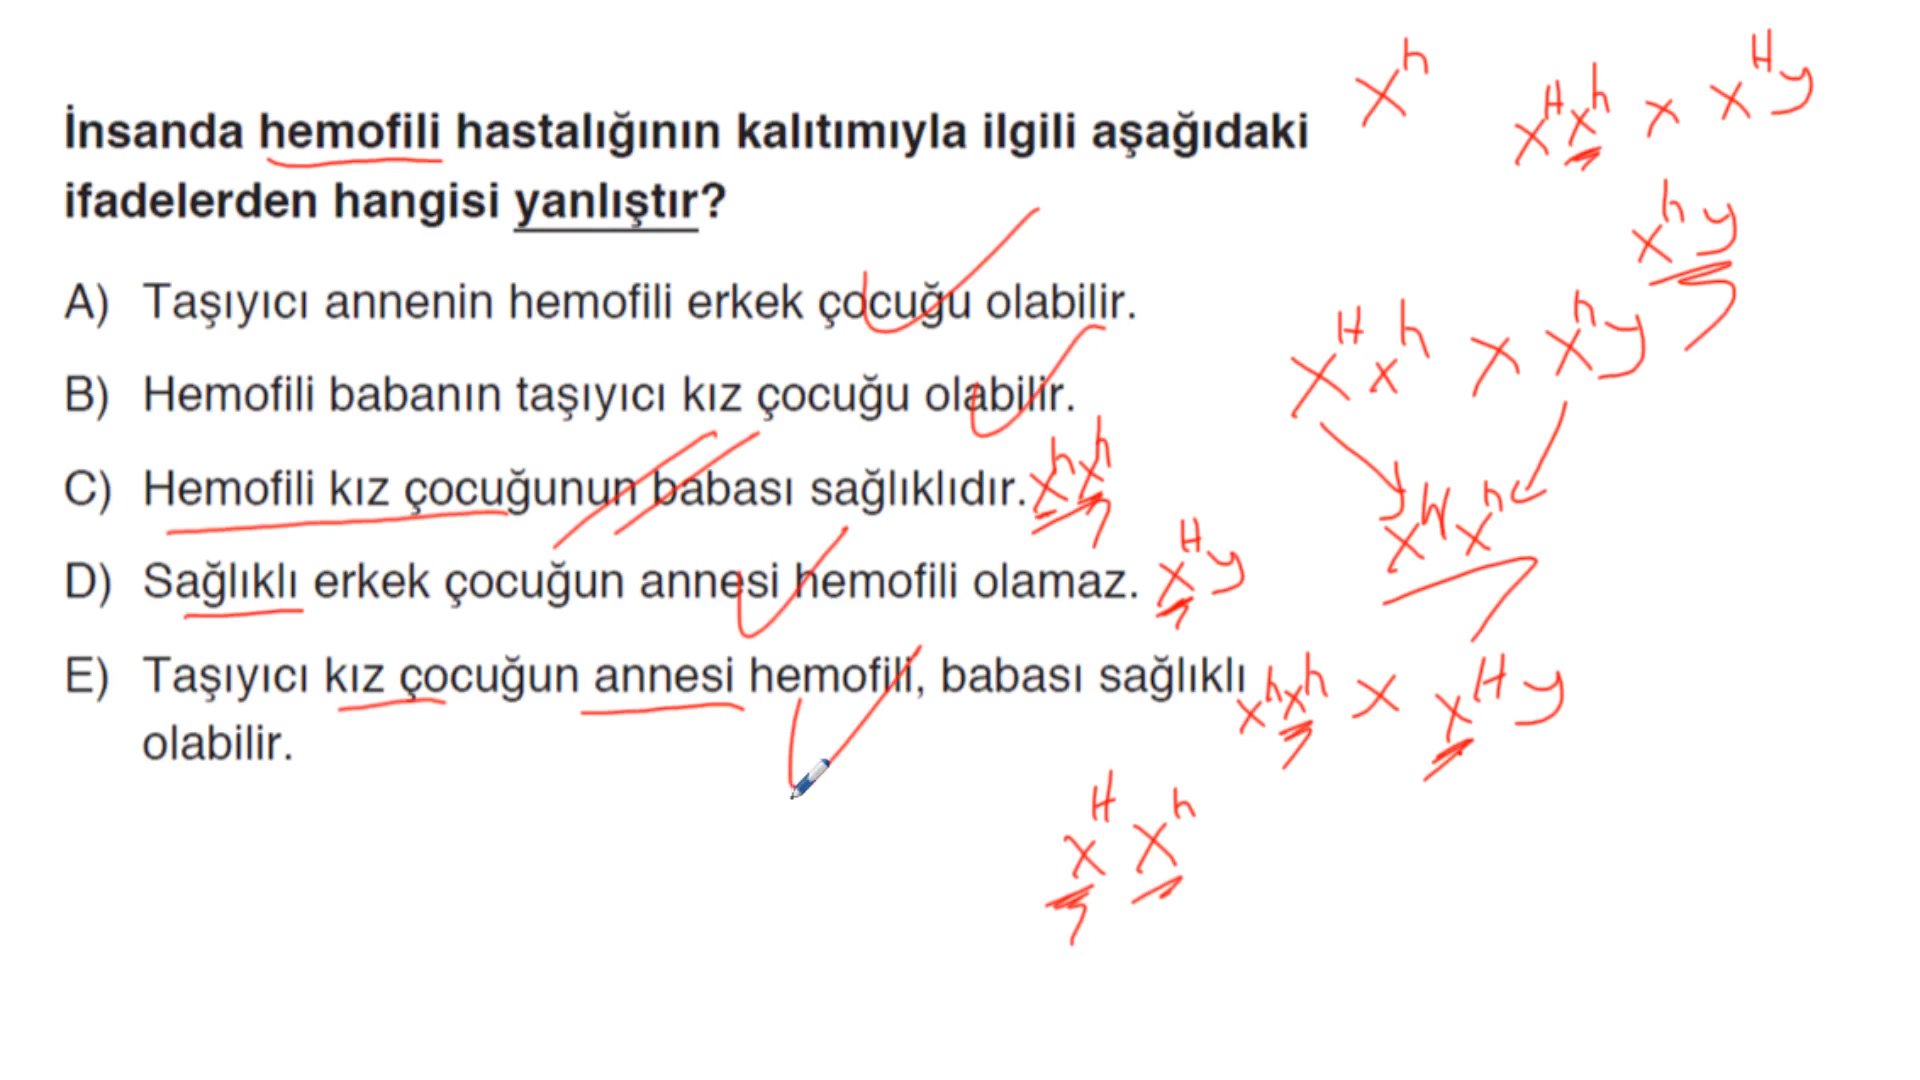 İnsanda hemofili hastalığının kalıtımıyla ilgili aşağıdaki
ifadelerden hangisi yanlıştır?
A) Taşıyıcı annenin hemofili erkek çocuğu olabilir.
B) Hemofili babanın taşıyıcı kız çocuğu olabilir.
C) Hemofili kız çocuğunun babası sağlıklıdır.
D) Sağlıklı erkek çocuğun annesi hemofili olamaz.
E) Taşıyıcı kız çocuğun annesi hemofili, babası sağlıklı
olabilir.
X^h
X^H X^h x X^H y
X^h y
X^H X^h x X^h y
X^h X^h
X^H X^h
X^H y
X^h X^h x X^H y
X^H X^h